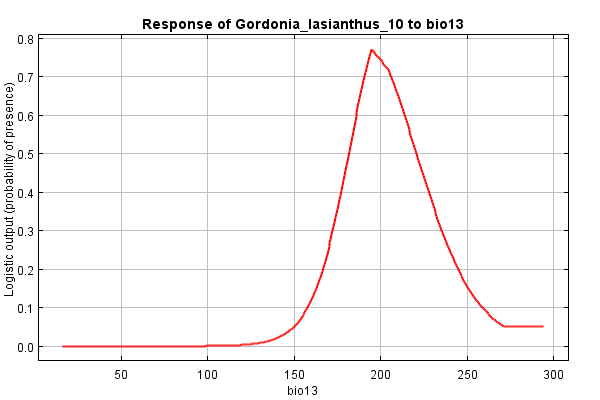 Response of Gordonia_lasianthus_10 to bio13
Logistic output (probability of presence)
0.8
0.7
0.6
0.5
0.4
0.3
0.2
0.1
0.0
50 100 150 200 250 300
bio13